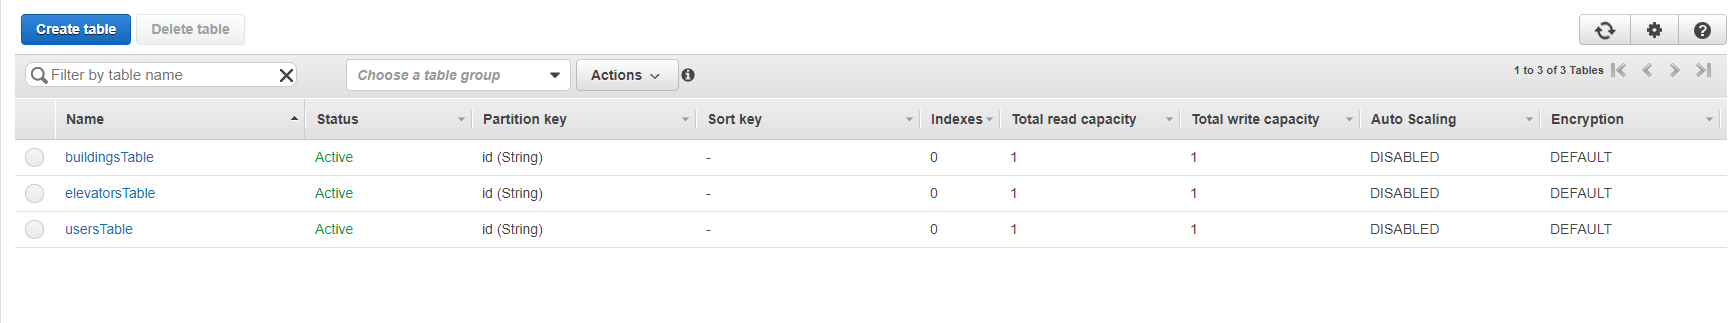 Create table Delete table
Filter by table name Choose a table group Actions 1 to 3 of 3 Tables
Name Status Partition key Sort key Indexes Total read capacity Total write capacity Auto Scaling Encryption
buildingsTable Active id (String) - 0 1 1 DISABLED DEFAULT
elevatorsTable Active id (String) - 0 1 1 DISABLED DEFAULT
usersTable Active id (String) - 0 1 1 DISABLED DEFAULT